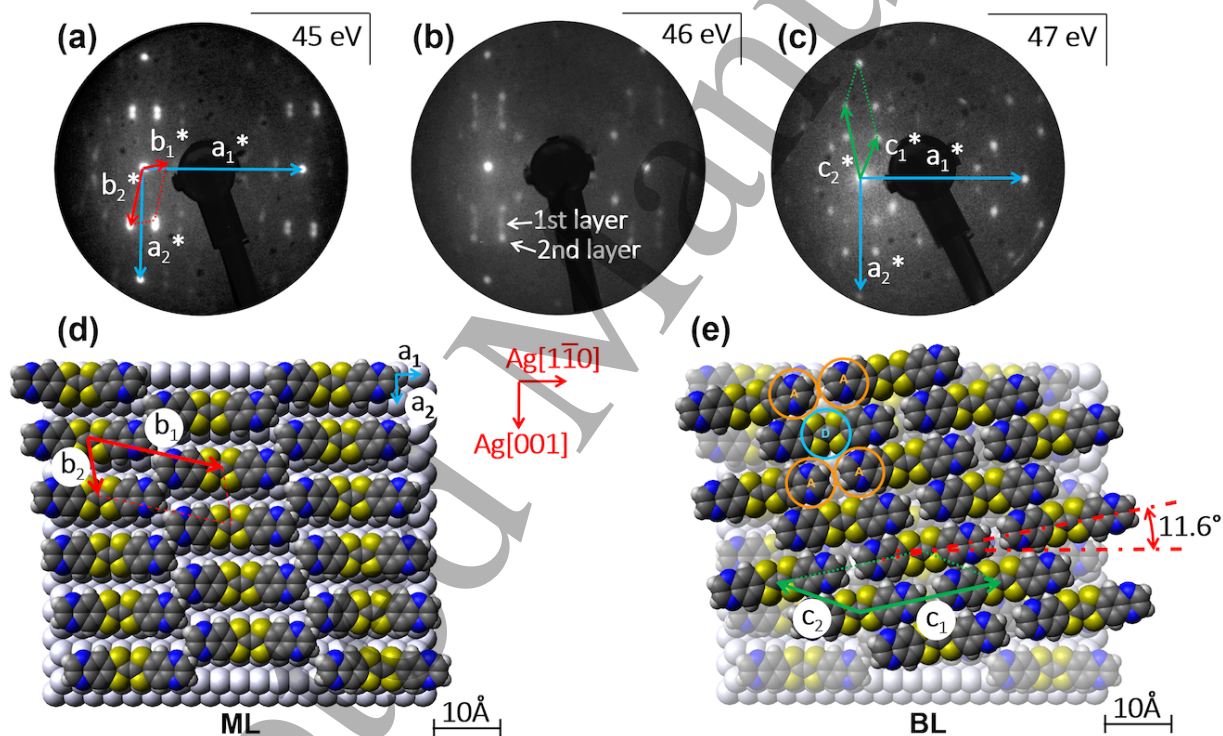 (a)
45 eV
(b)
46 eV
(c)
47 eV
b₁*
a₁*
b₂*
a₂*
1st layer
2nd layer
c₁*
a₁*
c₂*
a₂*
(d)
a₁
a₂
b₁
b₂
Ag[11̄0]
Ag[001]
(e)
A
A
D
A
A
11.6°
c₂
c₁
ML
10Å
BL
10Å